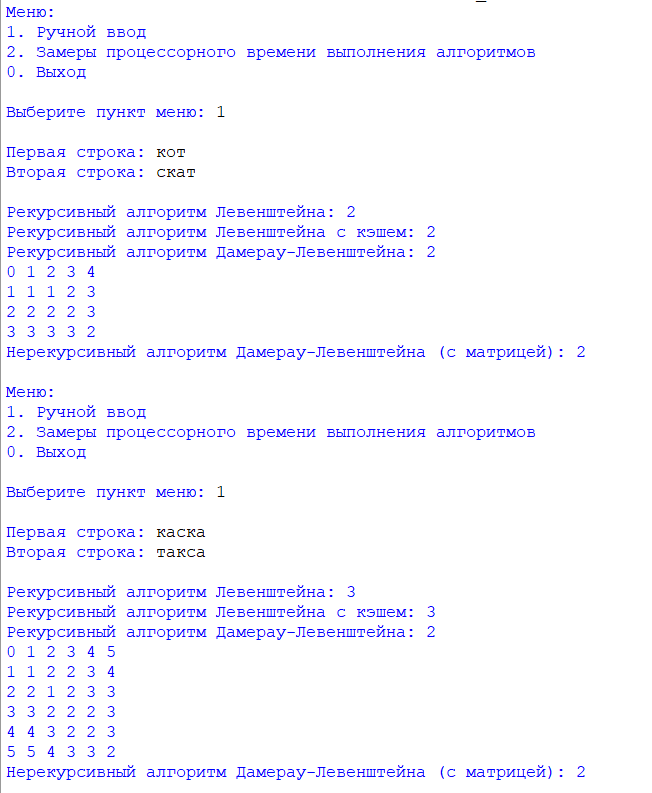 Меню:
1. Ручной ввод
2. Замеры процессорного времени выполнения алгоритмов
0. Выход
Выберите пункт меню: 1
Первая строка: кот
Вторая строка: скат
Рекурсивный алгоритм Левенштейна: 2
Рекурсивный алгоритм Левенштейна с кэшем: 2
Рекурсивный алгоритм Дамерау-Левенштейна: 2
0 1 2 3 4
1 1 1 2 3
2 2 2 2 3
3 3 3 3 2
Нерекурсивный алгоритм Дамерау-Левенштейна (с матрицей): 2
Меню:
1. Ручной ввод
2. Замеры процессорного времени выполнения алгоритмов
0. Выход
Выберите пункт меню: 1
Первая строка: каска
Вторая строка: такса
Рекурсивный алгоритм Левенштейна: 3
Рекурсивный алгоритм Левенштейна с кэшем: 3
Рекурсивный алгоритм Дамерау-Левенштейна: 2
0 1 2 3 4 5
1 1 2 2 3 4
2 2 1 2 3 3
3 3 2 2 2 3
4 4 3 2 2 3
5 5 4 3 3 2
Нерекурсивный алгоритм Дамерау-Левенштейна (с матрицей): 2